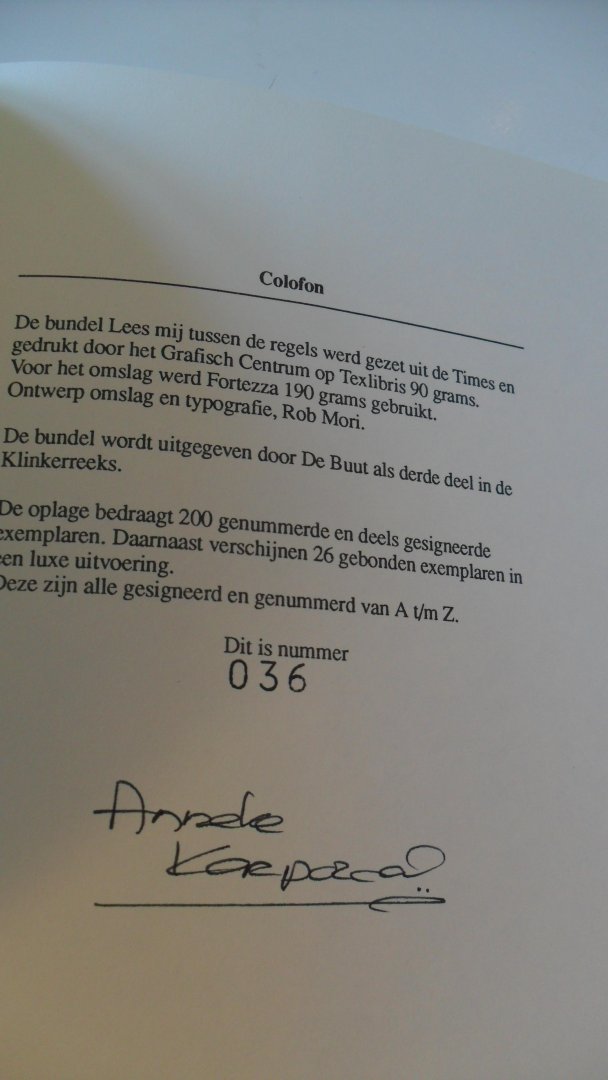 Colofon
De bundel Lees mij tussen de regels werd gezet uit de Times en
gedrukt door het Grafisch Centrum op Texlibris 90 grams.
Voor het omslag werd Fortezza 190 grams gebruikt.
Ontwerp omslag en typografie, Rob Mori.
De bundel wordt uitgegeven door De Buut als derde deel in de
Klinkerreeks.
De oplage bedraagt 200 genummerde en deels gesigneerde
exemplaren. Daarnaast verschijnen 26 gebonden exemplaren in
een luxe uitvoering.
Deze zijn alle gesigneerd en genummerd van A t/m Z.
Dit is nummer
036
Anneke